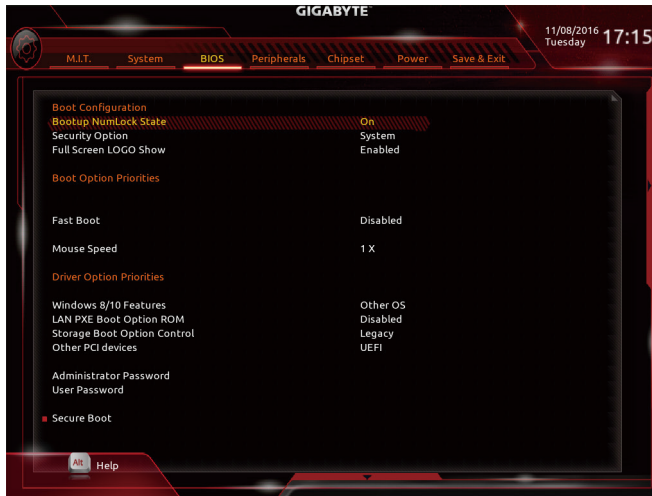 GIGABYTE
11/08/2016 17:15
Tuesday
M.I.T. System BIOS Peripherals Chipset Power Save & Exit
Boot Configuration
Bootup NumLock State On
Security Option System
Full Screen LOGO Show Enabled
Boot Option Priorities
Fast Boot Disabled
Mouse Speed 1 X
Driver Option Priorities
Windows 8/10 Features Other OS
LAN PXE Boot Option ROM Disabled
Storage Boot Option Control Legacy
Other PCI devices UEFI
Administrator Password
User Password
Secure Boot
Alt Help